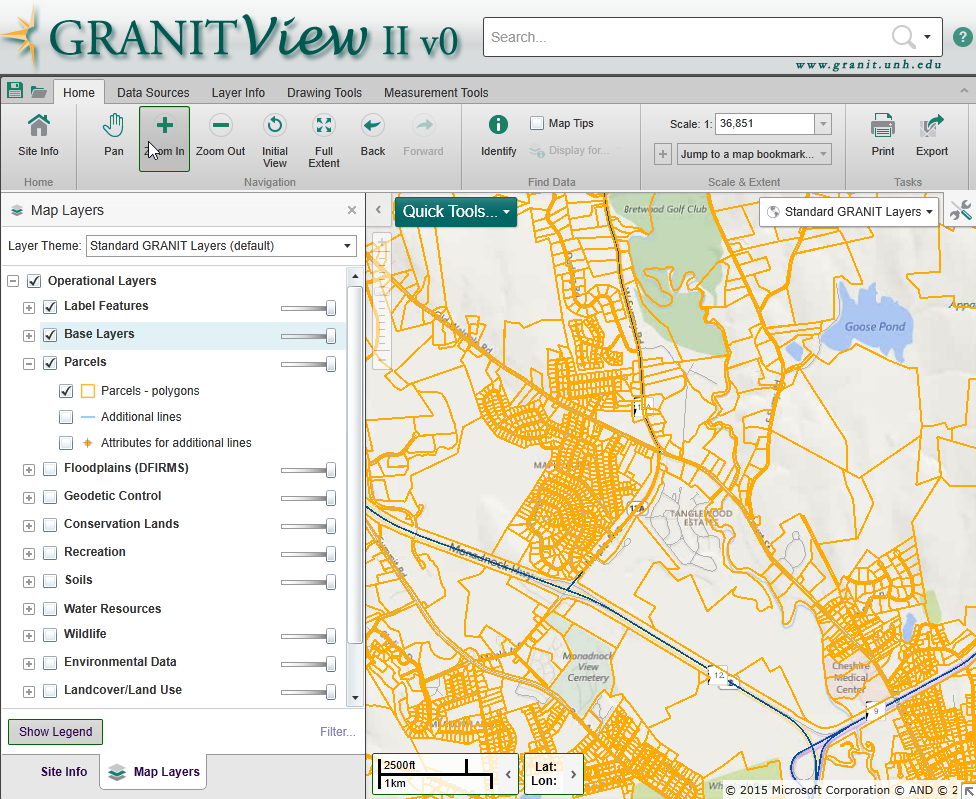 GRANITView II v0
Search...
?
www.granit.unh.edu
Home Data Sources Layer Info Drawing Tools Measurement Tools
Site Info Pan Zoom In Zoom Out Initial View Full Extent Back Forward
Identify Map Tips
Display for...
Scale: 1: 36,851
Jump to a map bookmark...
Print Export
Home Navigation Find Data Scale & Extent Tasks
Map Layers
Layer Theme: Standard GRANIT Layers (default)
Operational Layers
Label Features
Base Layers
Parcels
Parcels - polygons
Additional lines
Attributes for additional lines
Floodplains (DFIRMS)
Geodetic Control
Conservation Lands
Recreation
Soils
Water Resources
Wildlife
Environmental Data
Landcover/Land Use
Show Legend Filter...
Site Info Map Layers
Quick Tools...
Standard GRANIT Layers
Bretwood Golf Club
Goose Pond
TANGLEWOOD
ESTATES
Monadnock Hwy
Monadnock
View
Cemetery
12
Cheshire
Medical
Center
9
2500ft
1km
Lat:
Lon:
© 2015 Microsoft Corporation © AND © 2